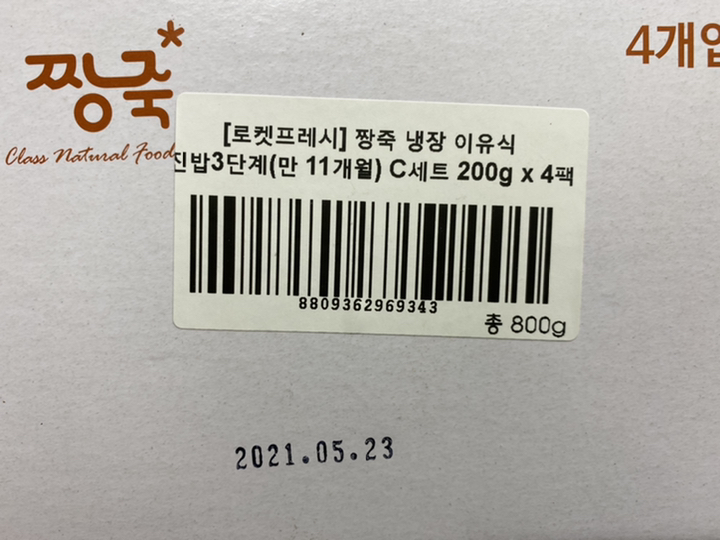 짱죽*
Class Natural Food
4개입
[로켓프레시] 짱죽 냉장 이유식
진밥3단계(만 11개월) C세트 200g x 4팩
8809362969343
총 800g
2021.05.23